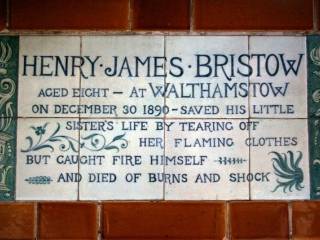 HENRY·JAMES·BRISTOW
AGED EIGHT – AT WALTHAMSTOW
ON DECEMBER 30 1890 – SAVED HIS LITTLE
SISTER'S LIFE BY TEARING OFF
HER FLAMING CLOTHES
BUT CAUGHT FIRE HIMSELF
AND DIED OF BURNS AND SHOCK